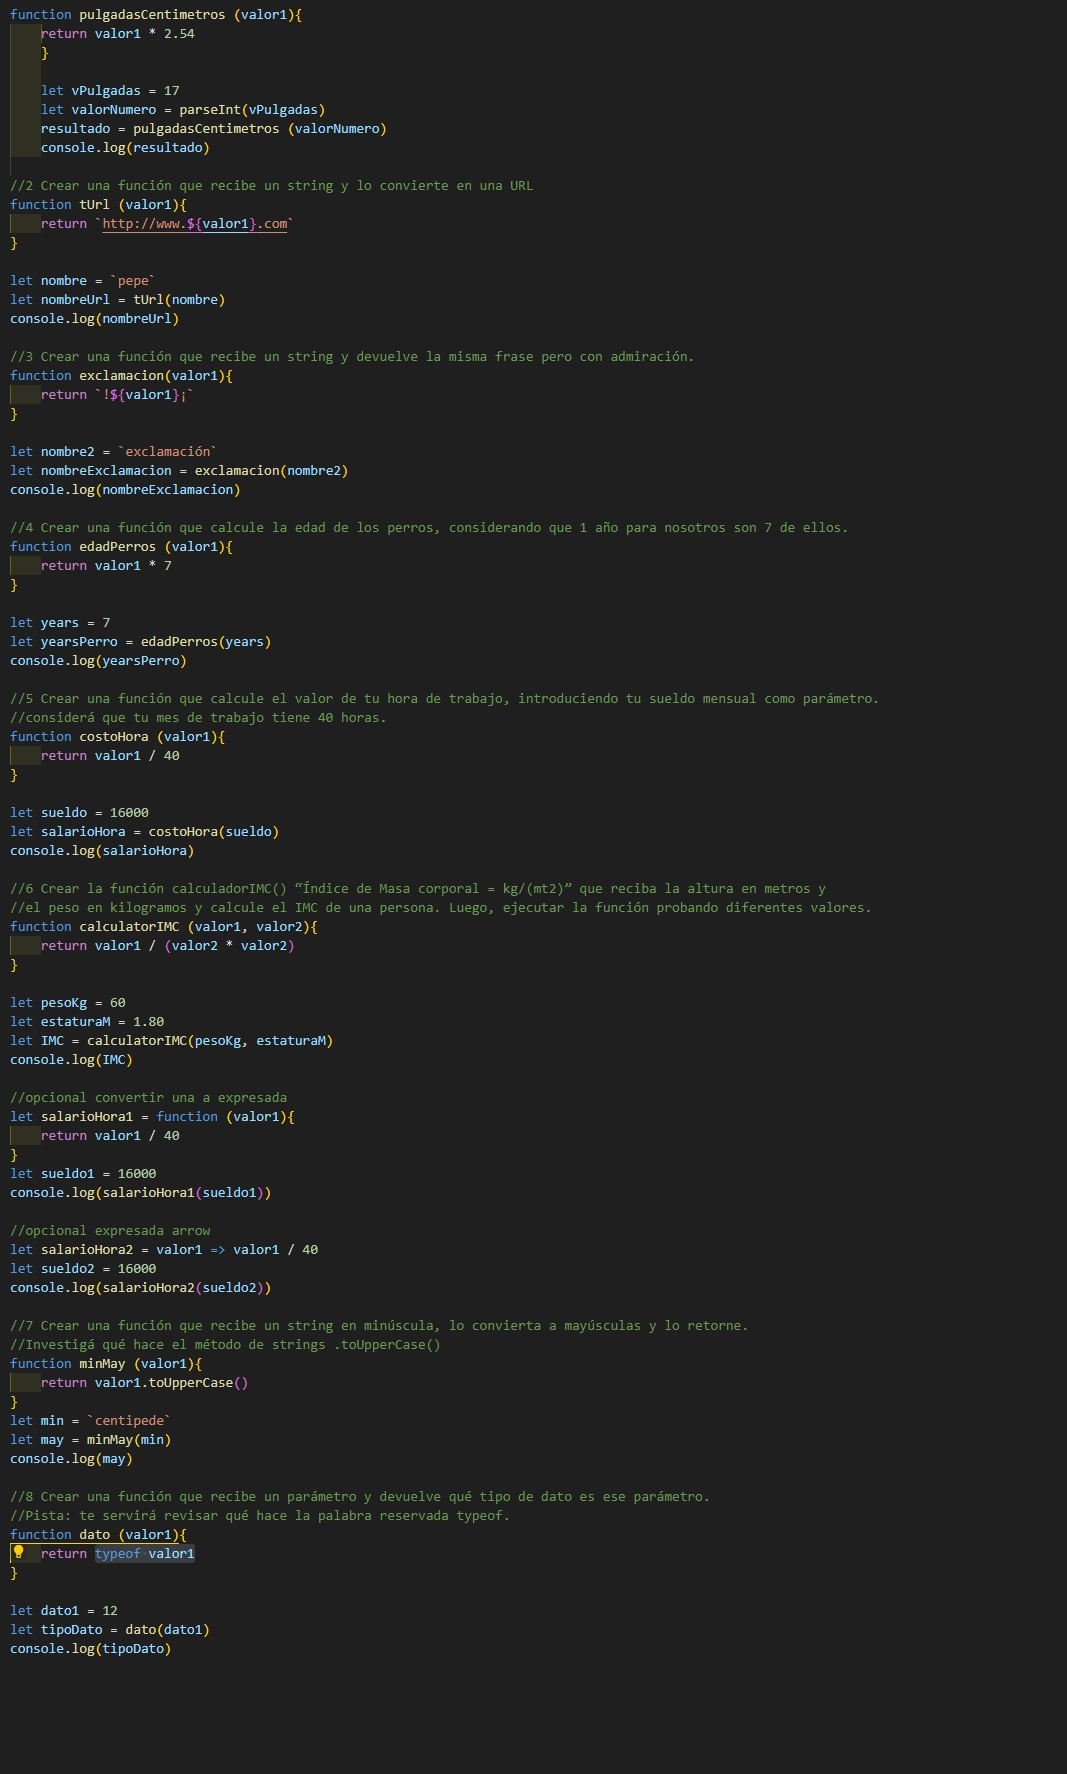 function pulgadasCentimetros (valor1){
    return valor1 * 2.54
    }

    let vPulgadas = 17
    let valorNumero = parseInt(vPulgadas)
    resultado = pulgadasCentimetros (valorNumero)
    console.log(resultado)

//2 Crear una función que recibe un string y lo convierte en una URL
function tUrl (valor1){
    return `http://www.${valor1}.com`
}

let nombre = `pepe`
let nombreUrl = tUrl(nombre)
console.log(nombreUrl)

//3 Crear una función que recibe un string y devuelve la misma frase pero con admiración.
function exclamacion(valor1){
    return `!${valor1}¡`
}

let nombre2 = `exclamación`
let nombreExclamacion = exclamacion(nombre2)
console.log(nombreExclamacion)

//4 Crear una función que calcule la edad de los perros, considerando que 1 año para nosotros son 7 de ellos.
function edadPerros (valor1){
    return valor1 * 7
}

let years = 7
let yearsPerro = edadPerros(years)
console.log(yearsPerro)

//5 Crear una función que calcule el valor de tu hora de trabajo, introduciendo tu sueldo mensual como parámetro.
//considerá que tu mes de trabajo tiene 40 horas.
function costoHora (valor1){
    return valor1 / 40
}

let sueldo = 16000
let salarioHora = costoHora(sueldo)
console.log(salarioHora)

//6 Crear la función calculadorIMC() “Índice de Masa corporal = kg/(mt2)” que reciba la altura en metros y
//el peso en kilogramos y calcule el IMC de una persona. Luego, ejecutar la función probando diferentes valores.
function calculatorIMC (valor1, valor2){
    return valor1 / (valor2 * valor2)
}

let pesoKg = 60
let estaturaM = 1.80
let IMC = calculatorIMC(pesoKg, estaturaM)
console.log(IMC)

//opcional convertir una a expresada
let salarioHora1 = function (valor1){
    return valor1 / 40
}
let sueldo1 = 16000
console.log(salarioHora1(sueldo1))

//opcional expresada arrow
let salarioHora2 = valor1 => valor1 / 40
let sueldo2 = 16000
console.log(salarioHora2(sueldo2))

//7 Crear una función que recibe un string en minúscula, lo convierta a mayúsculas y lo retorne.
//Investigá qué hace el método de strings .toUpperCase()
function minMay (valor1){
    return valor1.toUpperCase()
}
let min = `centipede`
let may = minMay(min)
console.log(may)

//8 Crear una función que recibe un parámetro y devuelve qué tipo de dato es ese parámetro.
//Pista: te servirá revisar qué hace la palabra reservada typeof.
function dato (valor1){
    return typeof valor1
}

let dato1 = 12
let tipoDato = dato(dato1)
console.log(tipoDato)